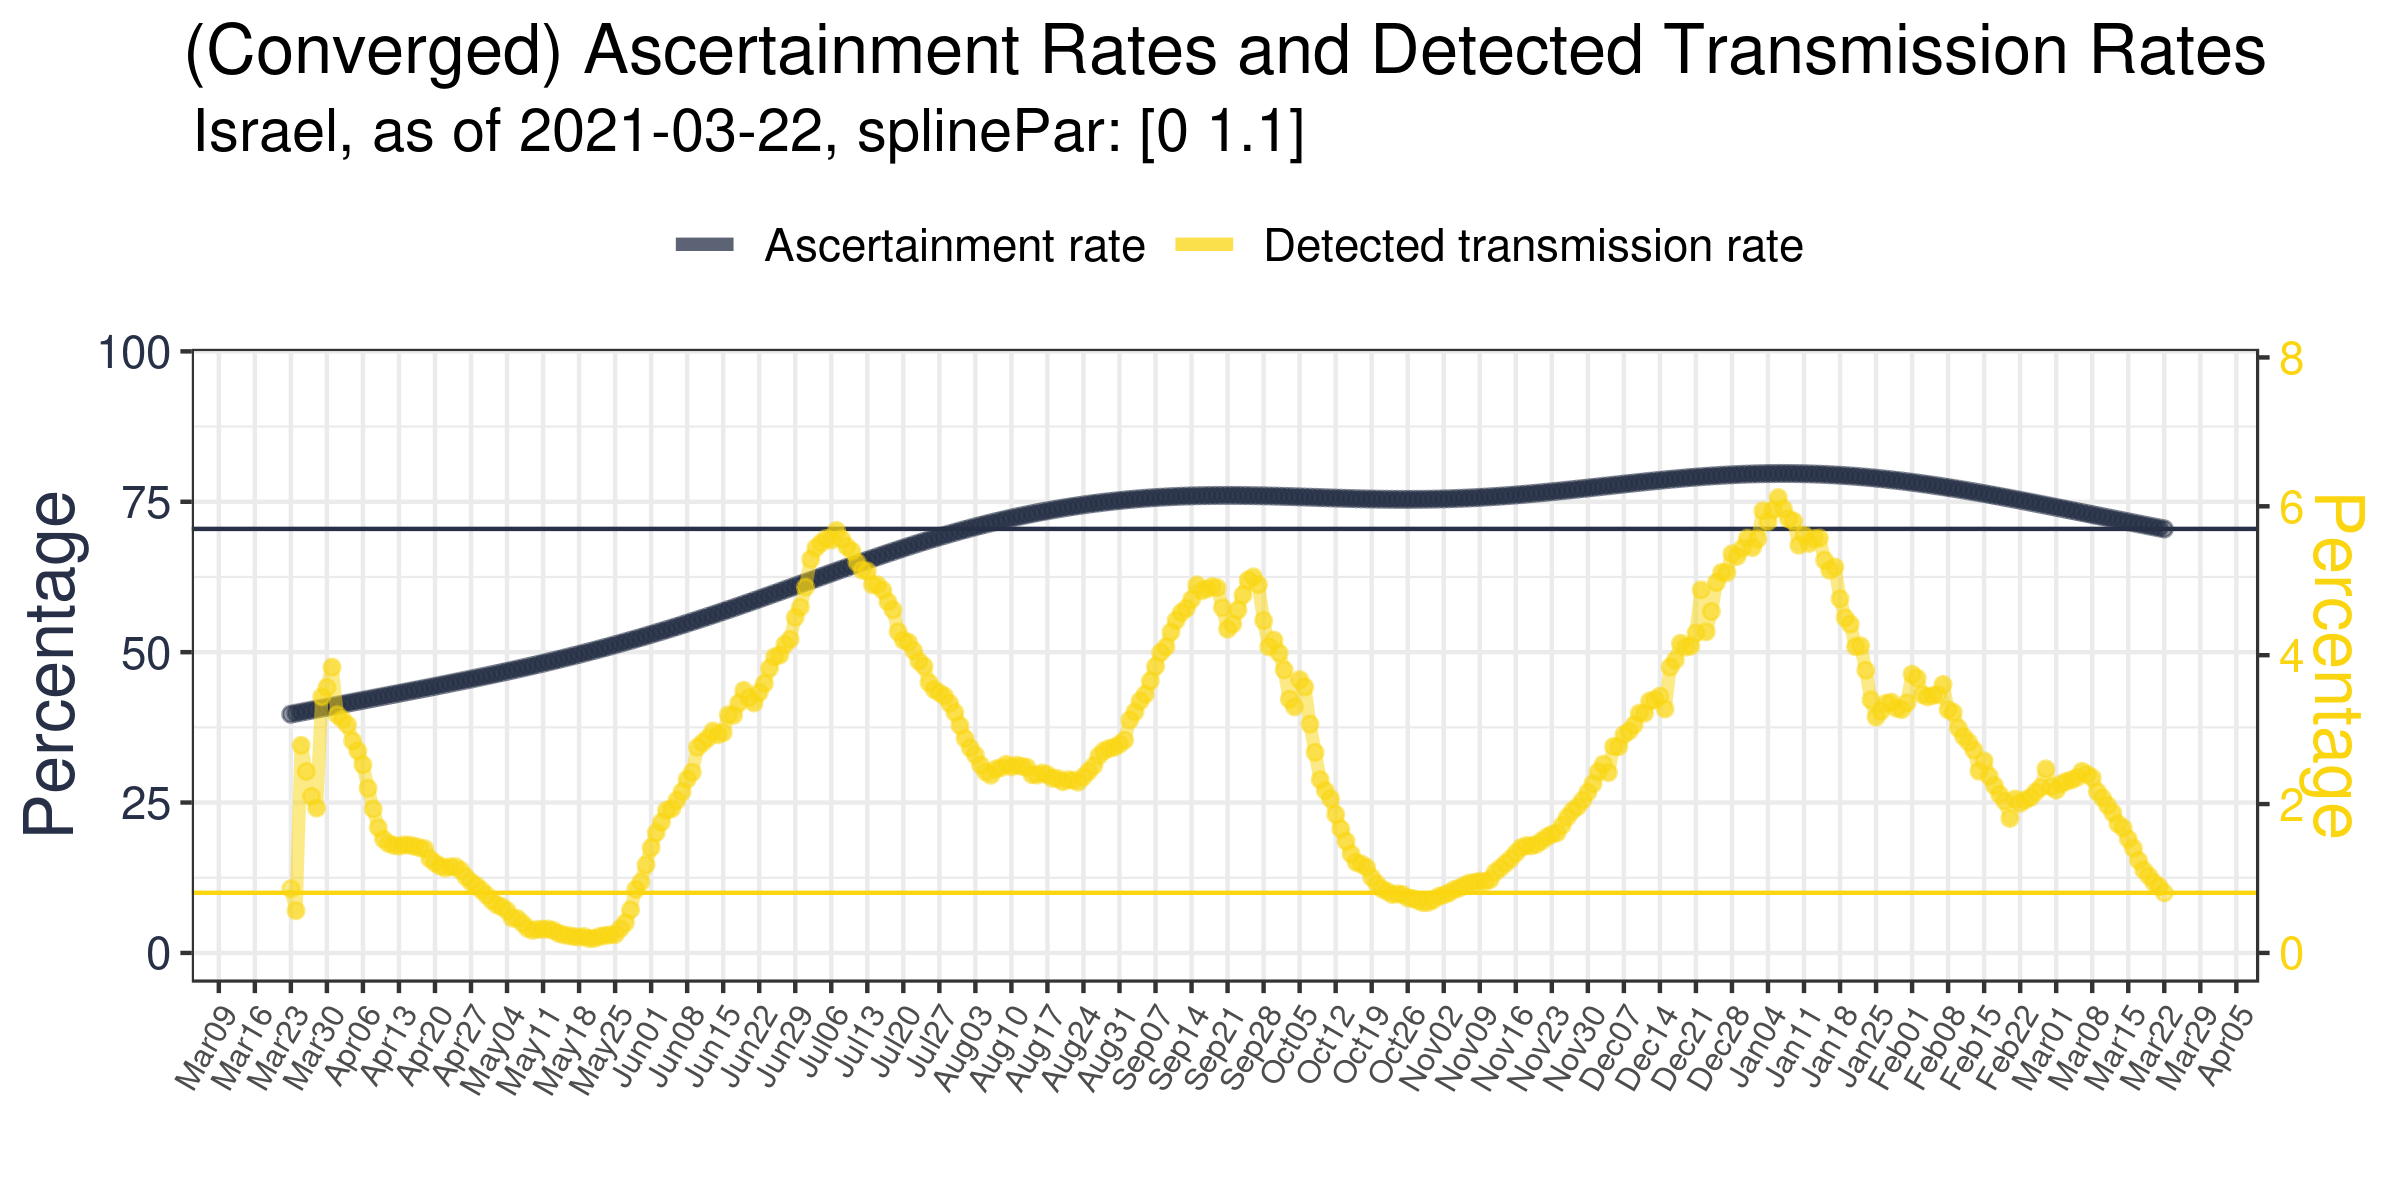 (Converged) Ascertainment Rates and Detected Transmission Rates
Israel, as of 2021-03-22, splinePar: [0 1.1]
Ascertainment rate
Detected transmission rate
Percentage
100
75
50
25
0
8
6
4
2
0
Percentage
Mar09
Mar16
Mar23
Mar30
Apr06
Apr13
Apr20
Apr27
May04
May11
May18
May25
Jun01
Jun08
Jun15
Jun22
Jun29
Jul06
Jul13
Jul20
Jul27
Aug03
Aug10
Aug17
Aug24
Aug31
Sep07
Sep14
Sep21
Sep28
Oct05
Oct12
Oct19
Oct26
Nov02
Nov09
Nov16
Nov23
Nov30
Dec07
Dec14
Dec21
Dec28
Jan04
Jan11
Jan18
Jan25
Feb01
Feb08
Feb15
Feb22
Mar01
Mar08
Mar15
Mar22
Mar29
Apr05